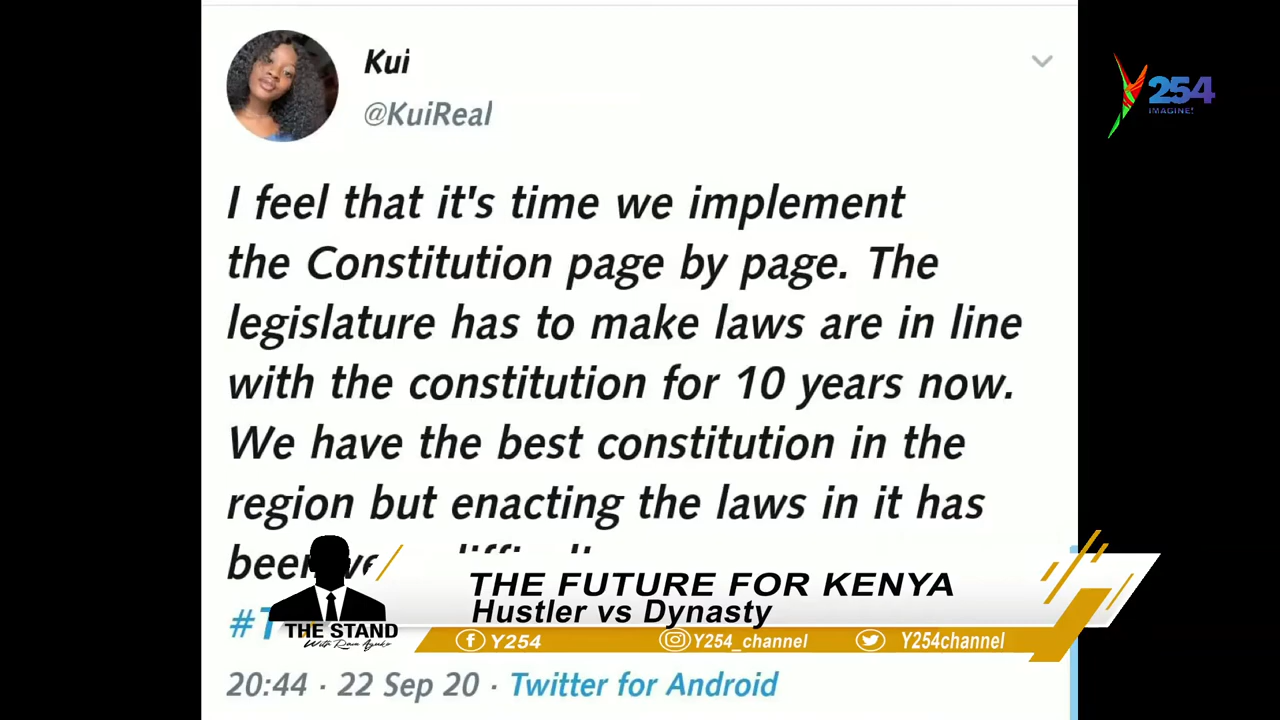 Kui
@KuiReal
Y254
IMAGINE!
I feel that it's time we implement
the Constitution page by page. The
legislature has to make laws are in line
with the constitution for 10 years now.
We have the best constitution in the
region but enacting the laws in it has
been
#T
THE FUTURE FOR KENYA
Hustler vs Dynasty
THE STAND
Y254
Y254_channel
Y254channel
20:44 · 22 Sep 20 · Twitter for Android